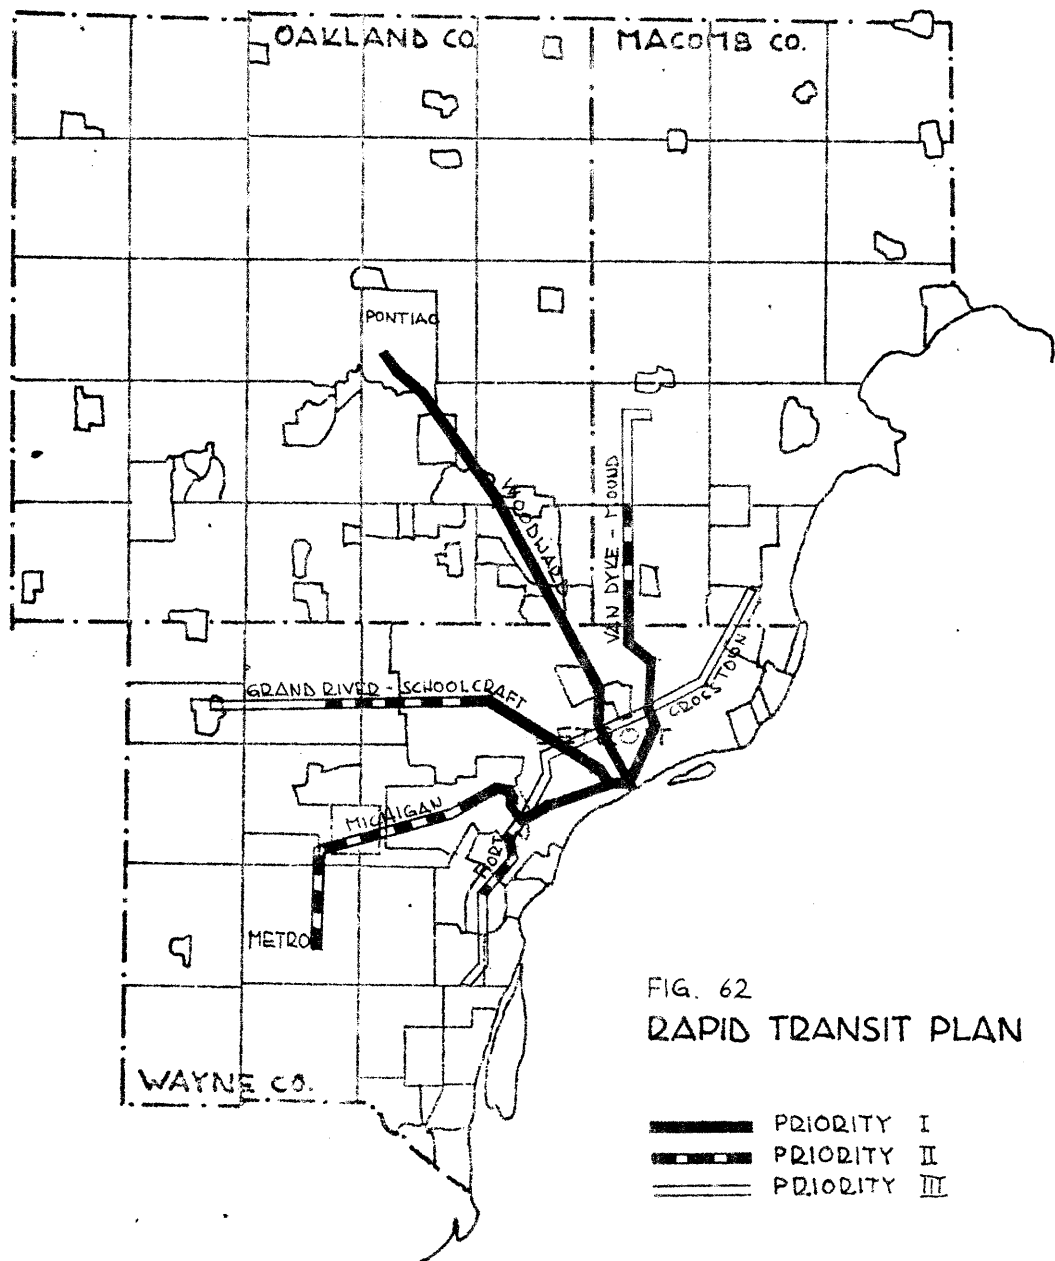 OAKLAND CO.
MACOMB CO.
PONTIAC
WOODWARD
VAN DYKE - MOUND
GRAND RIVER - SCHOOLCRAFT
CROSSTOWN
DETROIT
MICHIGAN
FORT
METRO
WAYNE CO.
FIG. 62
RAPID TRANSIT PLAN
PRIORITY I
PRIORITY II
PRIORITY III